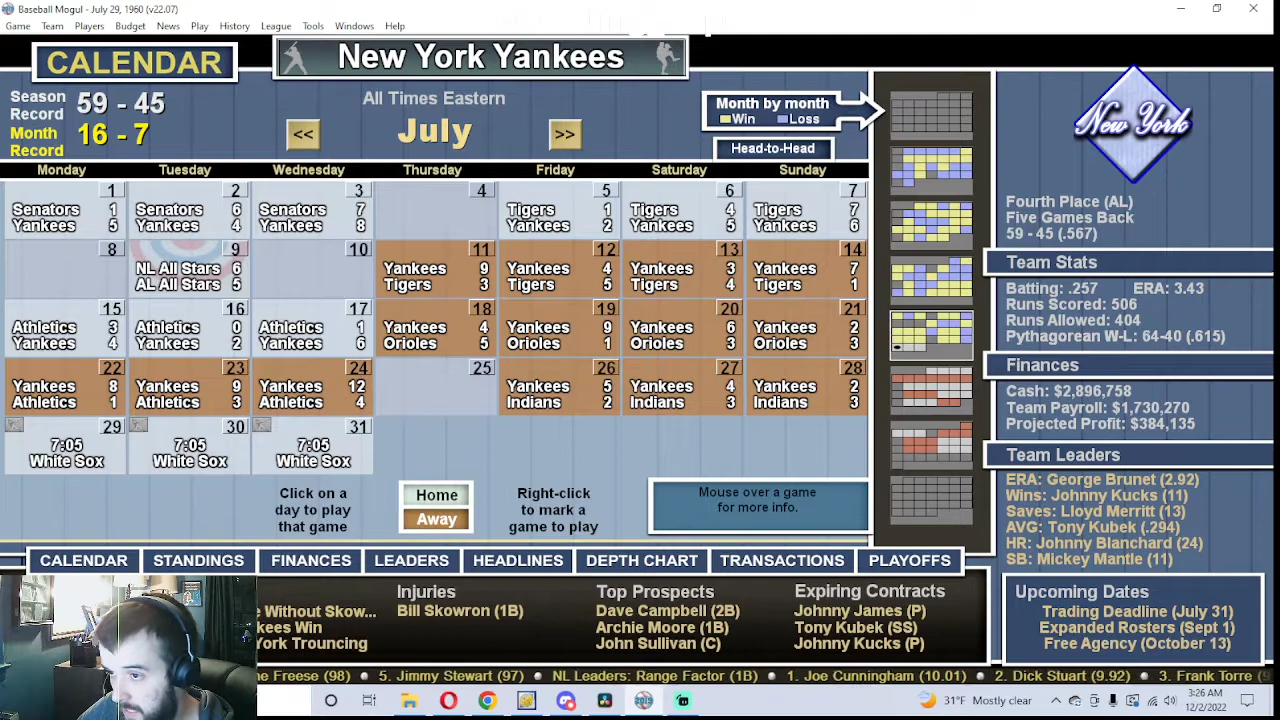 Baseball Mogul - July 29, 1960 (v22.07)
Game Team Players Budget News Play History League Tools Windows Help
CALENDAR
New York Yankees
Season Record 59 - 45
Month Record 16 - 7
All Times Eastern
<< July >>
Month by month
Win Loss
Head-to-Head
Monday Tuesday Wednesday Thursday Friday Saturday Sunday
1 2 3 4 5 6 7
Senators 1 Senators 6 Senators 7 Tigers 1 Tigers 4 Tigers 7
Yankees 5 Yankees 4 Yankees 8 Yankees 2 Yankees 5 Yankees 6
8 9 10 11 12 13 14
NL All Stars 6 Yankees 9 Yankees 4 Yankees 3 Yankees 7
AL All Stars 5 Tigers 3 Tigers 5 Tigers 4 Tigers 1
15 16 17 18 19 20 21
Athletics 3 Athletics 0 Athletics 1 Yankees 4 Yankees 9 Yankees 6 Yankees 2
Yankees 4 Yankees 2 Yankees 6 Orioles 5 Orioles 1 Orioles 3 Orioles 3
22 23 24 25 26 27 28
Yankees 8 Yankees 9 Yankees 12 Yankees 5 Yankees 4 Yankees 2
Athletics 1 Athletics 3 Athletics 4 Indians 2 Indians 3 Indians 3
29 30 31
7:05 7:05 7:05
White Sox White Sox White Sox
Click on a
day to play
that game
Home
Away
Right-click
to mark a
game to play
Mouse over a game
for more info.
New York
Fourth Place (AL)
Five Games Back
59 - 45 (.567)
Team Stats
Batting: .257 ERA: 3.43
Runs Scored: 506
Runs Allowed: 404
Pythagorean W-L: 64-40 (.615)
Finances
Cash: $2,896,758
Team Payroll: $1,730,270
Projected Profit: $384,135
Team Leaders
ERA: George Brunet (2.92)
Wins: Johnny Kucks (11)
Saves: Lloyd Merritt (13)
AVG: Tony Kubek (.294)
HR: Johnny Blanchard (24)
SB: Mickey Mantle (11)
CALENDAR STANDINGS FINANCES LEADERS HEADLINES DEPTH CHART TRANSACTIONS PLAYOFFS
e Without Skow...
kees Win
York Trouncing
Injuries
Bill Skowron (1B)
Top Prospects
Dave Campbell (2B)
Archie Moore (1B)
John Sullivan (C)
Expiring Contracts
Johnny James (P)
Tony Kubek (SS)
Johnny Kucks (P)
Upcoming Dates
Trading Deadline (July 31)
Expanded Rosters (Sept 1)
Free Agency (October 13)
e Freese (98) 5. Jimmy Stewart (97) NL Leaders: Range Factor (1B) 1. Joe Cunningham (10.01) 2. Dick Stuart (9.92) 3. Frank Torre (9
31°F Mostly clear
3:26 AM
12/2/2022